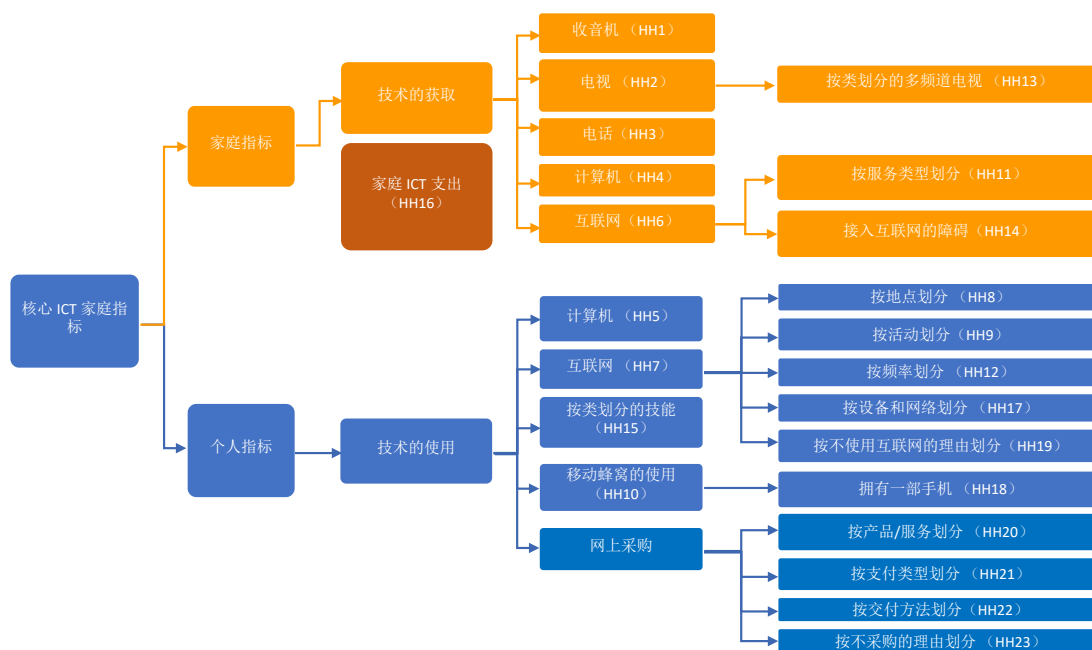 收音机 （HH1）
技术的获取
电视 （HH2）
按类划分的多频道电视（HH13）
家庭指标
电话 （HH3）
家庭 ICT 支出
（HH16）
计算机（HH4）
按服务类型划分（HH11）
互联网（HH6）
接入互联网的障碍（HH14）
核心 ICT 家庭指
标
计算机 （HH5）
按地点划分 （HH8）
按活动划分（HH9）
互联网（HH7）
按频率划分 （HH12）
按类划分的技能
（HH15）
按设备和网络划分（HH17）
个人指标
技术的使用
按不使用互联网的理由划分（HH19）
移动蜂窝的使用
（HH10）
拥有一部手机（HH18）
网上采购
按产品/服务划分 （HH20）
按支付类型划分（HH21）
按交付方法划分（HH22）
按不采购的理由划分（HH23）